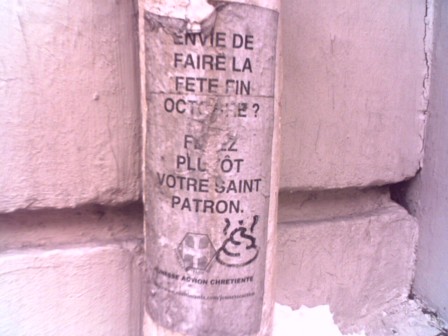 ENVIE DE
FAIRE LA
FETE FIN
OCTOBRE ?
FETEZ
PLUTÔT
VOTRE SAINT
PATRON.
JEUNESSE ACTION CHRETIENTE